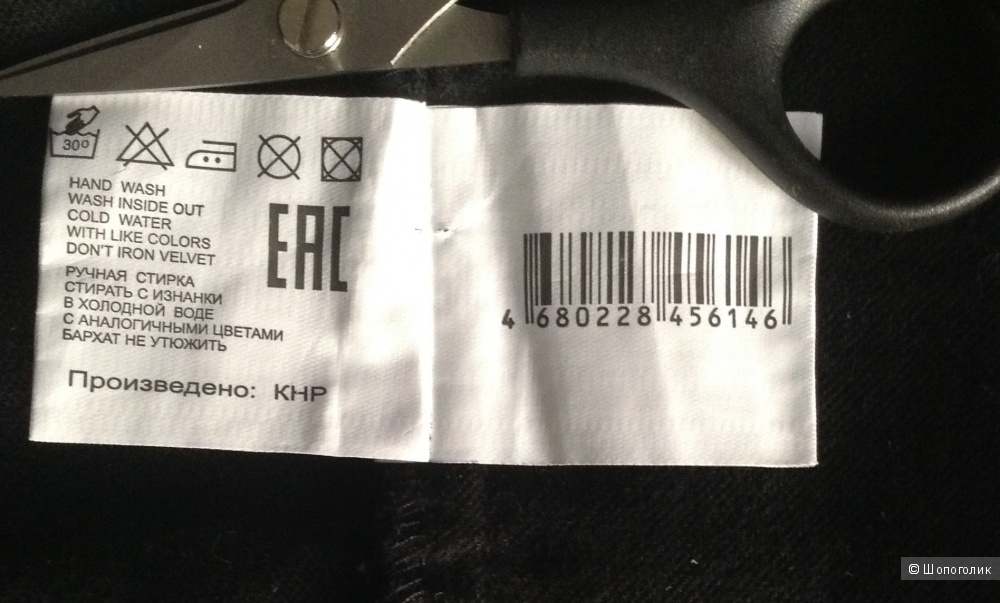 30°
HAND WASH
WASH INSIDE OUT
COLD WATER
WITH LIKE COLORS
DON'T IRON VELVET
EAC
РУЧНАЯ СТИРКА
СТИРАТЬ С ИЗНАНКИ
В ХОЛОДНОЙ ВОДЕ
С АНАЛОГИЧНЫМИ ЦВЕТАМИ
БАРХАТ НЕ УТЮЖИТЬ
Произведено: КНР
4 680228 456146
© Шопоголик